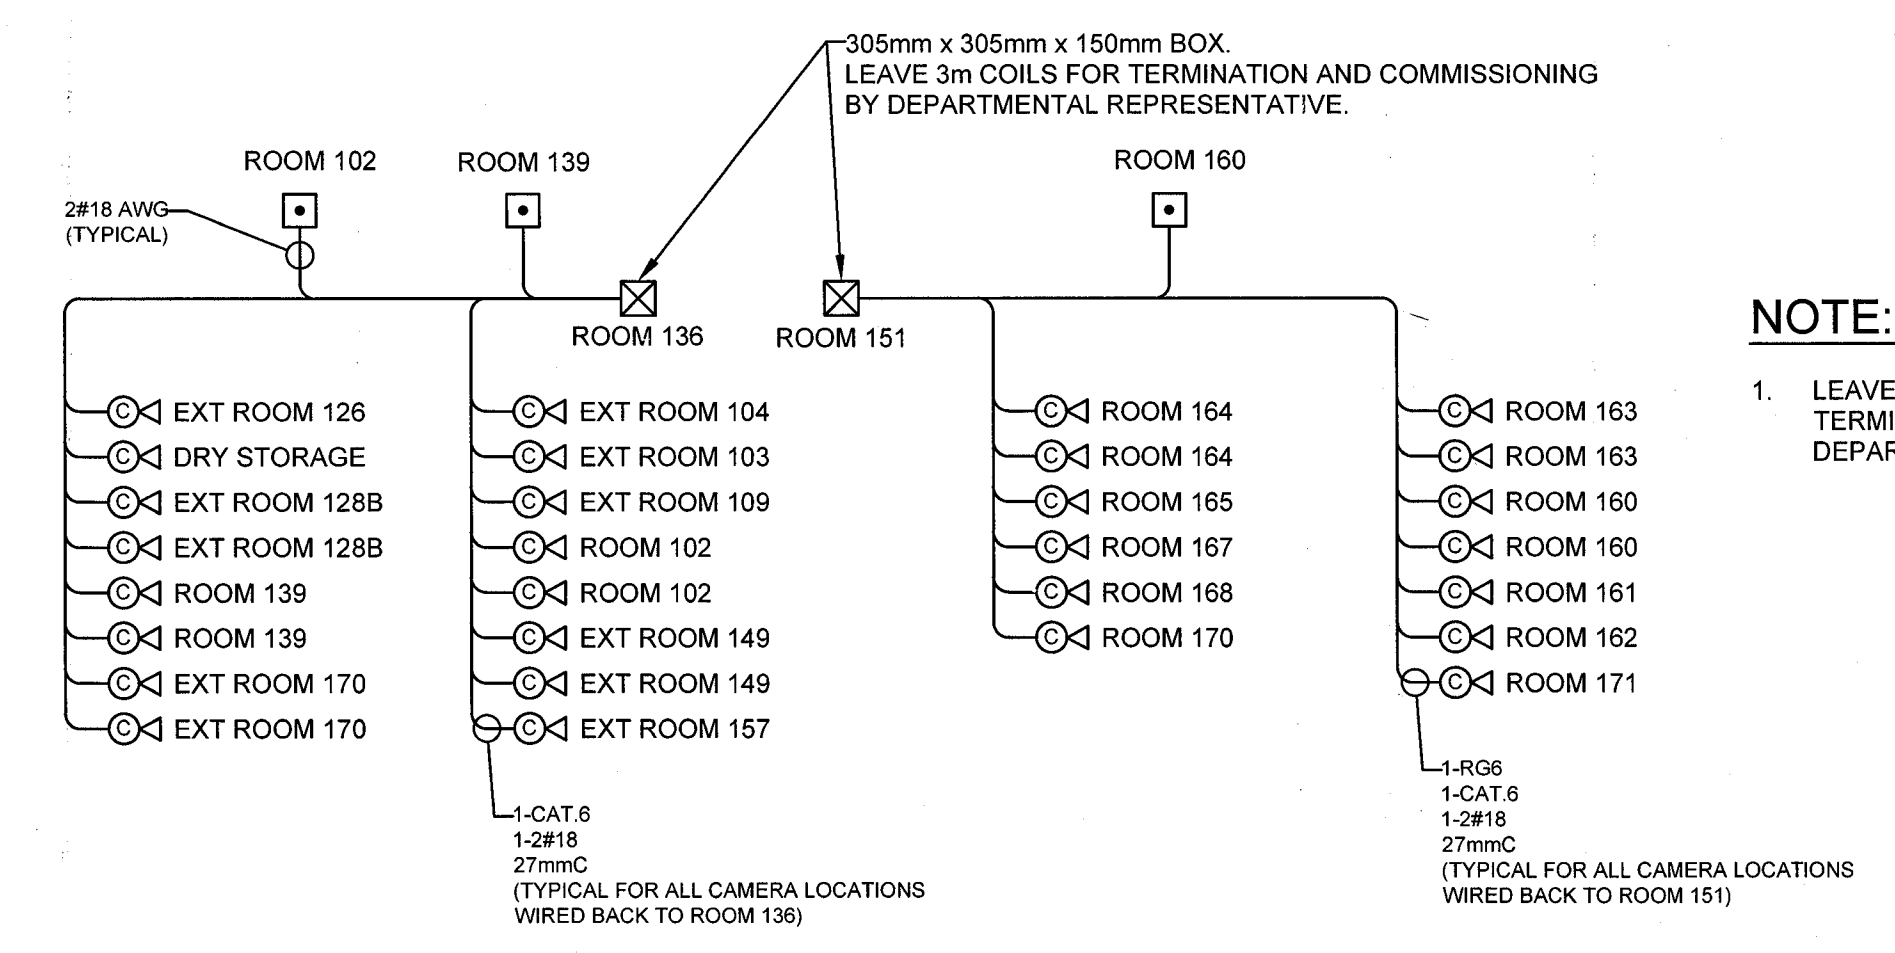 305mm x 305mm x 150mm BOX.
LEAVE 3m COILS FOR TERMINATION AND COMMISSIONING
BY DEPARTMENTAL REPRESENTATIVE.
ROOM 102
ROOM 139
ROOM 160
2#18 AWG
(TYPICAL)
ROOM 136
ROOM 151
C EXT ROOM 126
C DRY STORAGE
C EXT ROOM 128B
C EXT ROOM 128B
C ROOM 139
C ROOM 139
C EXT ROOM 170
C EXT ROOM 170
C EXT ROOM 104
C EXT ROOM 103
C EXT ROOM 109
C ROOM 102
C ROOM 102
C EXT ROOM 149
C EXT ROOM 149
C EXT ROOM 157
1-CAT.6
1-2#18
27mmC
(TYPICAL FOR ALL CAMERA LOCATIONS
WIRED BACK TO ROOM 136)
C ROOM 164
C ROOM 164
C ROOM 165
C ROOM 167
C ROOM 168
C ROOM 170
C ROOM 163
C ROOM 163
C ROOM 160
C ROOM 160
C ROOM 161
C ROOM 162
C ROOM 171
1-RG6
1-CAT.6
1-2#18
27mmC
(TYPICAL FOR ALL CAMERA LOCATIONS
WIRED BACK TO ROOM 151)
NOTE:
1. LEAVE